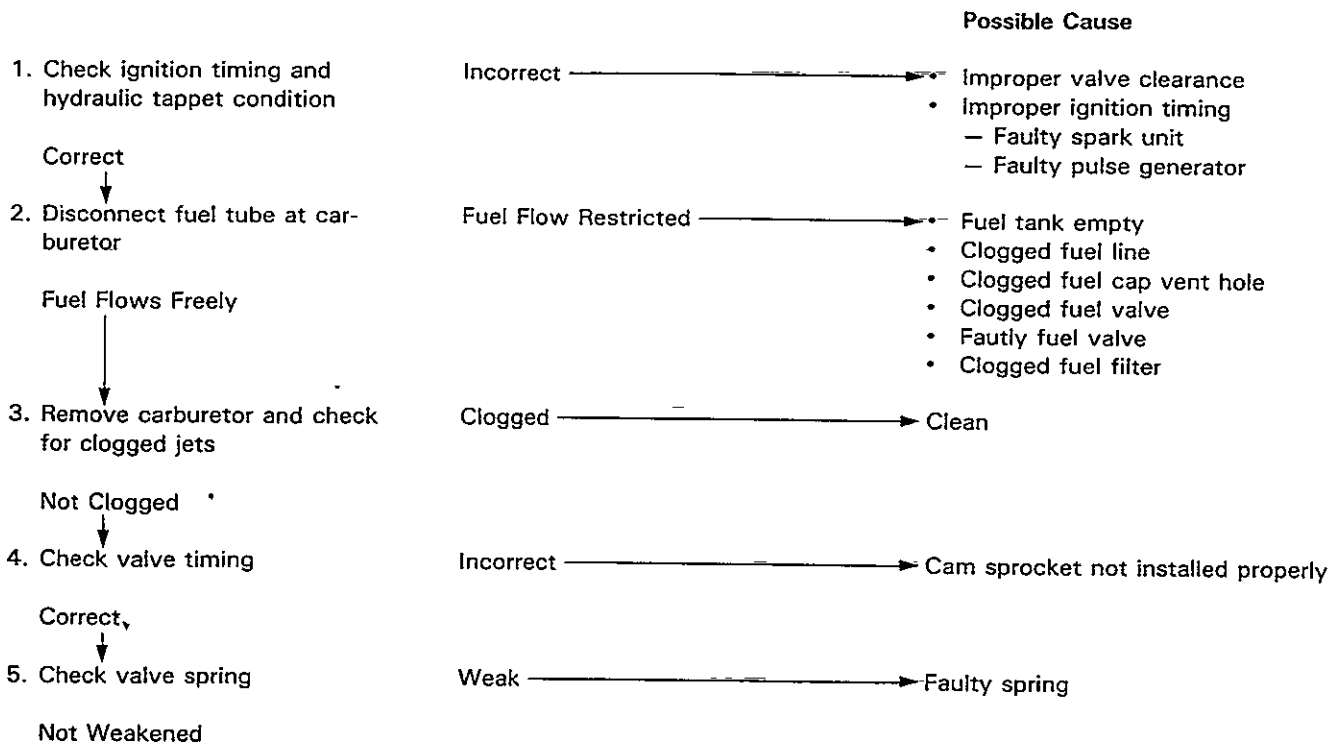 Possible Cause
1. Check ignition timing and
hydraulic tappet condition
Incorrect
• Improper valve clearance
• Improper ignition timing
— Faulty spark unit
— Faulty pulse generator
Correct
2. Disconnect fuel tube at car-
buretor
Fuel Flow Restricted
• Fuel tank empty
• Clogged fuel line
• Clogged fuel cap vent hole
• Clogged fuel valve
• Fautly fuel valve
• Clogged fuel filter
Fuel Flows Freely
3. Remove carburetor and check
for clogged jets
Clogged
Clean
Not Clogged
4. Check valve timing
Incorrect
Cam sprocket not installed properly
Correct
5. Check valve spring
Weak
Faulty spring
Not Weakened